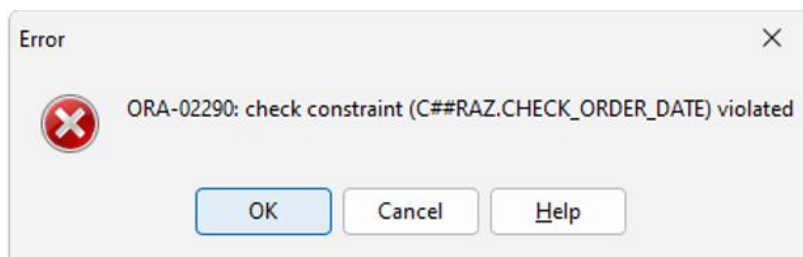 Error
ORA-02290: check constraint (C##RAZ.CHECK_ORDER_DATE) violated
OK Cancel Help